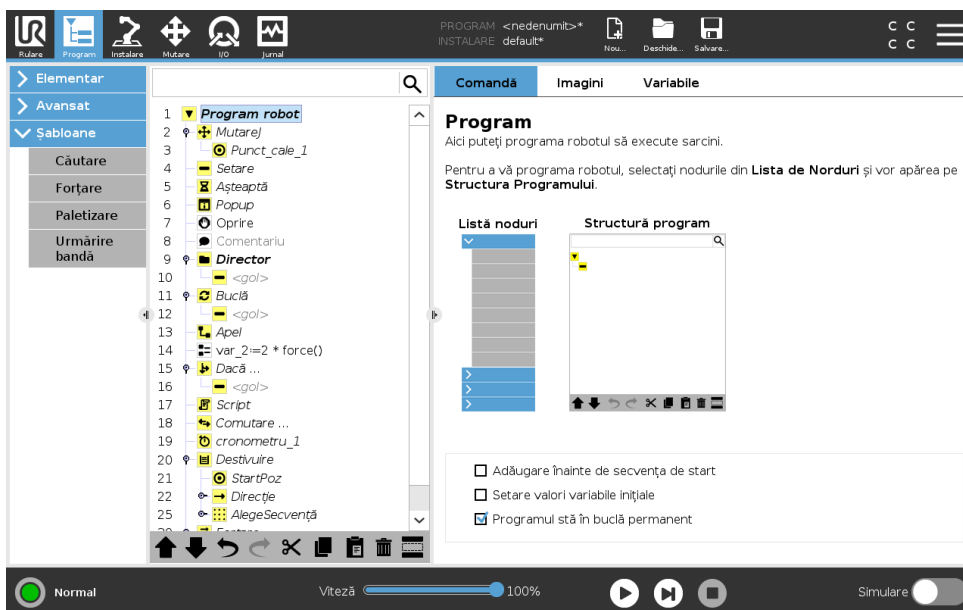 Rulare
Program
Instalare
Mutare
I/O
Jurnal
PROGRAM <nedenumit>*
INSTALARE default*
Nou...
Deschide...
Salvare...
C C
C C
Elementar
Avansat
Șabloane
Căutare
Forțare
Paletizare
Urmărire
bandă
1 Program robot
2 MutareJ
3 Punct_cale_1
4 Setare
5 Așteaptă
6 Popup
7 Oprire
8 Comentariu
9 Director
10 <gol>
11 Buclă
12 <gol>
13 Apel
14 var_2:=2 * force()
15 Dacă ...
16 <gol>
17 Script
18 Comutare ...
19 cronometru_1
20 Destivuire
21 StartPoz
22 Direcție
25 AlegeSecvență
Comandă
Imagini
Variabile
Program
Aici puteți programa robotul să execute sarcini.
Pentru a vă programa robotul, selectați nodurile din Lista de Norduri și vor apărea pe
Structura Programului.
Listă noduri
Structură program
Adăugare înainte de secvența de start
Setare valori variabile inițiale
Programul stă în buclă permanent
Normal
Viteză
100%
Simulare